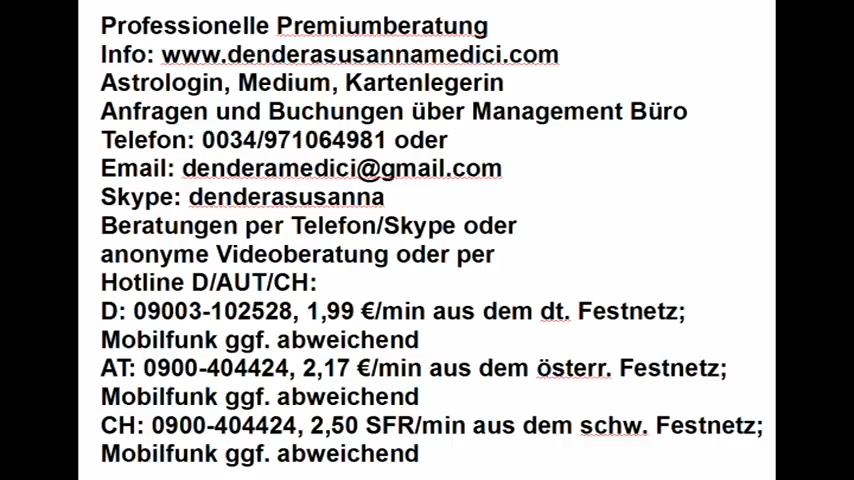 Professionelle Premiumberatung
Info: www.denderasusannamedici.com
Astrologin, Medium, Kartenlegerin
Anfragen und Buchungen über Management Büro
Telefon: 0034/971064981 oder
Email: denderamedici@gmail.com
Skype: denderasusanna
Beratungen per Telefon/Skype oder
anonyme Videoberatung oder per
Hotline D/AUT/CH:
D: 09003-102528, 1,99 €/min aus dem dt. Festnetz;
Mobilfunk ggf. abweichend
AT: 0900-404424, 2,17 €/min aus dem österr. Festnetz;
Mobilfunk ggf. abweichend
CH: 0900-404424, 2,50 SFR/min aus dem schw. Festnetz;
Mobilfunk ggf. abweichend